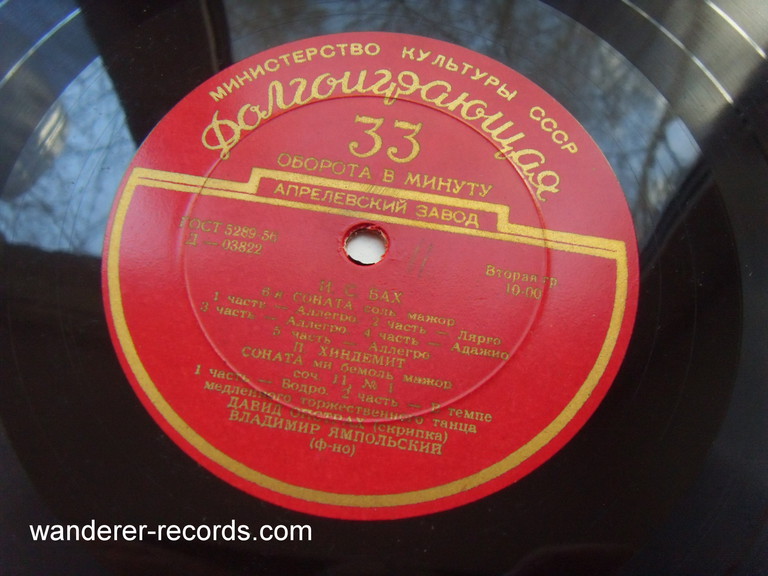 МИНИСТЕРСТВО КУЛЬТУРЫ СССР
Долгоиграющая
33
ОБОРОТА В МИНУТУ
АПРЕЛЕВСКИЙ ЗАВОД
ГОСТ 5289-56
Д — 03822
Вторая ст.
10-00
И. С. БАХ
6-я СОНАТА соль мажор
1 часть — Аллегро, 2 часть — Ларго
3 часть — Аллегро, 4 часть — Адажио
5 часть — Аллегро
П. ХИНДЕМИТ
СОНАТА ми бемоль мажор
соч. 11, № 1
1 часть — Бодро, 2 часть — В темпе
медленного торжественного танца
ДАВИД ОЙСТРАХ (скрипка)
ВЛАДИМИР ЯМПОЛЬСКИЙ
(ф-но)
wanderer-records.com